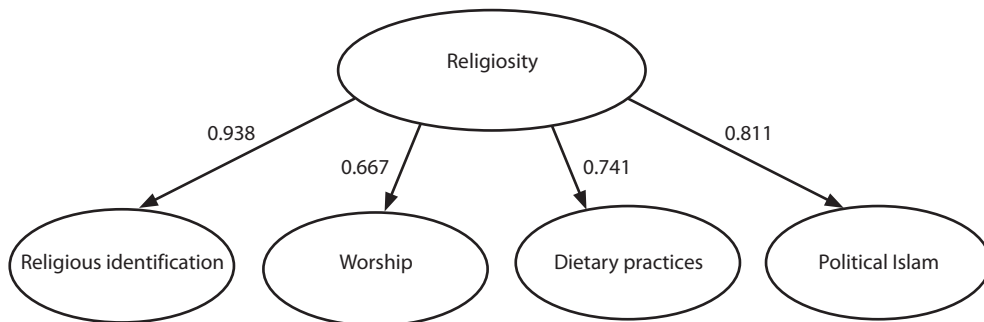 Religiosity
0.938
0.811
0.667
0.741
Religious identification
Worship
Dietary practices
Political Islam